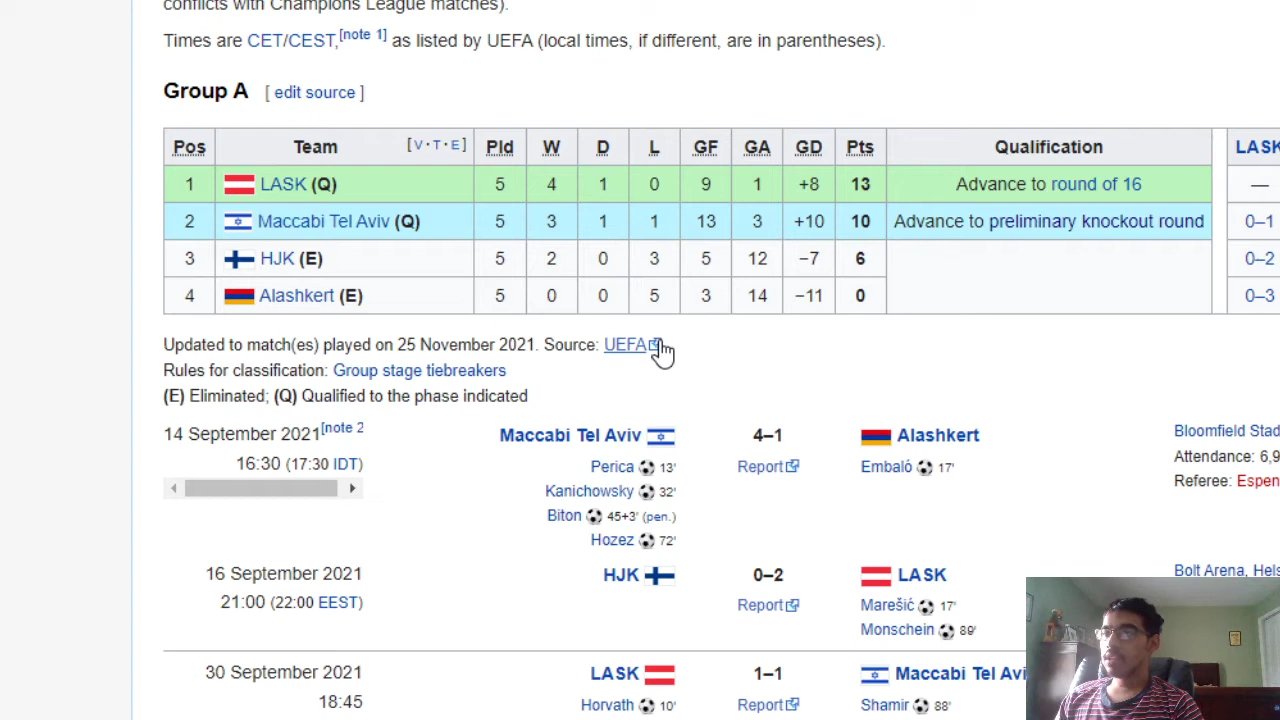 conflicts with Champions League matches).
Times are CET/CEST,[note 1] as listed by UEFA (local times, if different, are in parentheses).
Group A [ edit source ]
Pos Team [V·T·E] Pld W D L GF GA GD Pts Qualification LASK
1 LASK (Q) 5 4 1 0 9 1 +8 13 Advance to round of 16 —
2 Maccabi Tel Aviv (Q) 5 3 1 1 13 3 +10 10 Advance to preliminary knockout round 0–1
3 HJK (E) 5 2 0 3 5 12 −7 6 0–2
4 Alashkert (E) 5 0 0 5 3 14 −11 0 0–3
Updated to match(es) played on 25 November 2021. Source: UEFA
Rules for classification: Group stage tiebreakers
(E) Eliminated; (Q) Qualified to the phase indicated
14 September 2021[note 2 Maccabi Tel Aviv 4–1 Alashkert Bloomfield Stad
16:30 (17:30 IDT) Perica 13' Report Embaló 17' Attendance: 6,9
Kanichowsky 32' Referee: Espen
Biton 45+3' (pen.)
Hozez 72'
16 September 2021 HJK 0–2 LASK Bolt Arena, Hels
21:00 (22:00 EEST) Report Marešić 17'
Monschein 89'
30 September 2021 LASK 1–1 Maccabi Tel Avi
18:45 Horvath 10' Report Shamir 88'